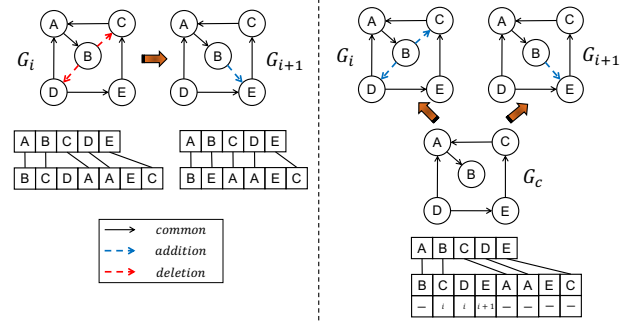 A C
B
D E
G_i
A C
B
D E
G_{i+1}
A B C D E
B C D A A E C
A B C D E
B E A A E C
common
addition
deletion
A C
B
D E
G_i
A C
B
D E
G_{i+1}
A C
B
D E
G_c
A B C D E
B C D E A A E C
— i i i+1 — — — —